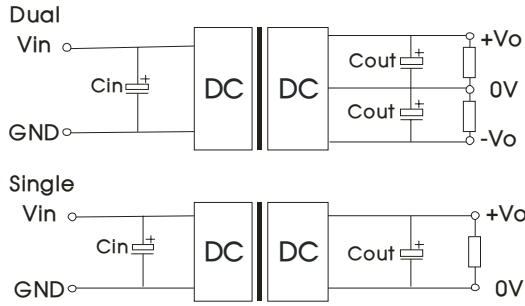 Dual
Vin
Cin
+
GND
DC
DC
Cout
+
Cout
+
+Vo
0V
-Vo
Single
Vin
Cin
+
GND
DC
DC
Cout
+
+Vo
0V